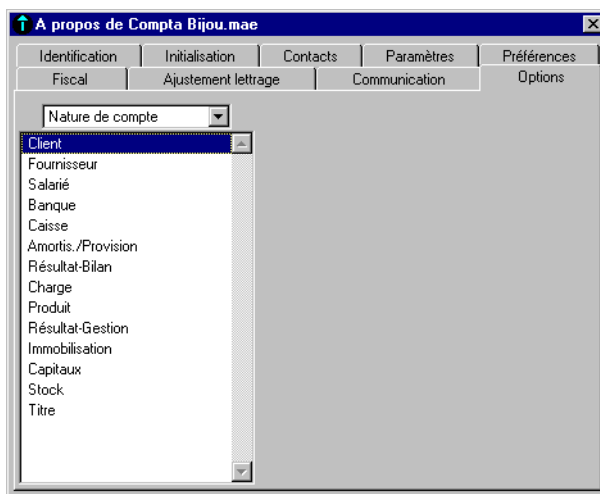 A propos de Compta Bijou.mae
Identification Initialisation Contacts Paramètres Préférences
Fiscal Ajustement lettrage Communication Options
Nature de compte
Client
Fournisseur
Salarié
Banque
Caisse
Amortis./Provision
Résultat-Bilan
Charge
Produit
Résultat-Gestion
Immobilisation
Capitaux
Stock
Titre